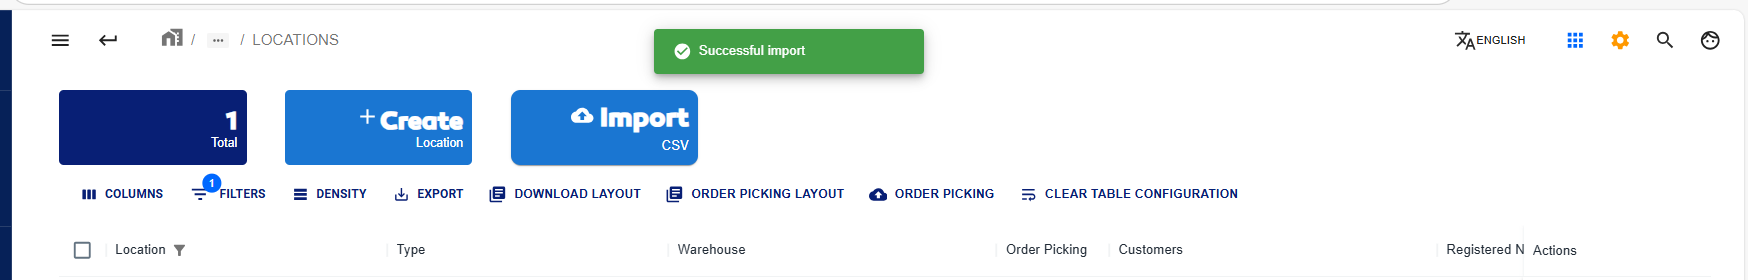 / ... / LOCATIONS
Successful import
ENGLISH
1
Total
+ Create
Location
Import
CSV
COLUMNS
1
FILTERS
DENSITY
EXPORT
DOWNLOAD LAYOUT
ORDER PICKING LAYOUT
ORDER PICKING
CLEAR TABLE CONFIGURATION
Location
Type
Warehouse
Order Picking
Customers
Registered N
Actions